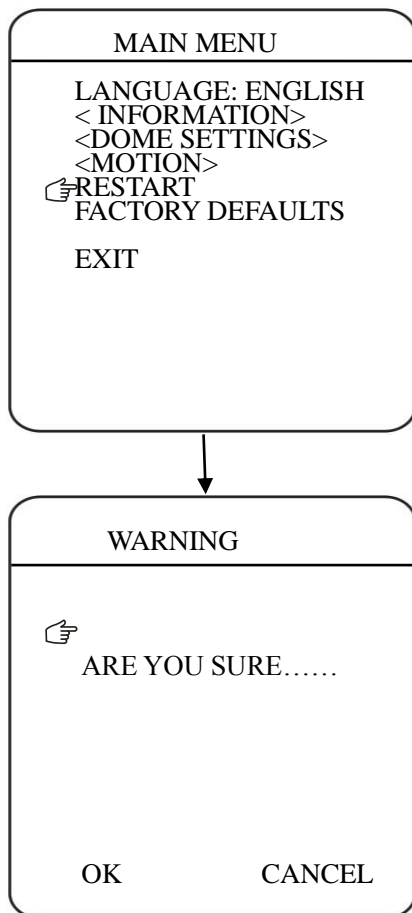 MAIN MENU
LANGUAGE: ENGLISH
< INFORMATION>
<DOME SETTINGS>
<MOTION>
RESTART
FACTORY DEFAULTS
EXIT
WARNING
ARE YOU SURE……
OK CANCEL